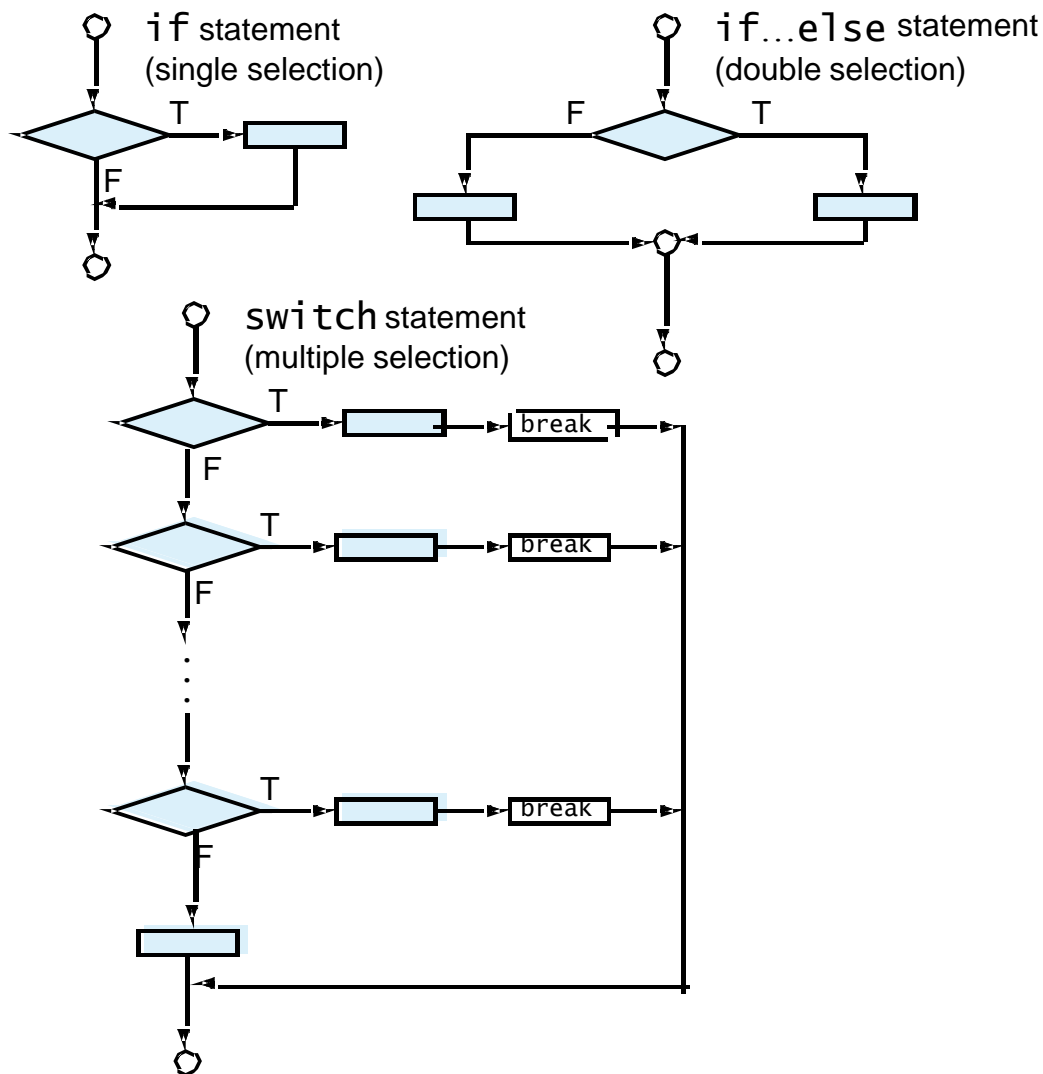 if statement
(single selection)
T
F
if...else statement
(double selection)
F
T
switch statement
(multiple selection)
T
break
F
T
break
F
.
.
.
T
break
F